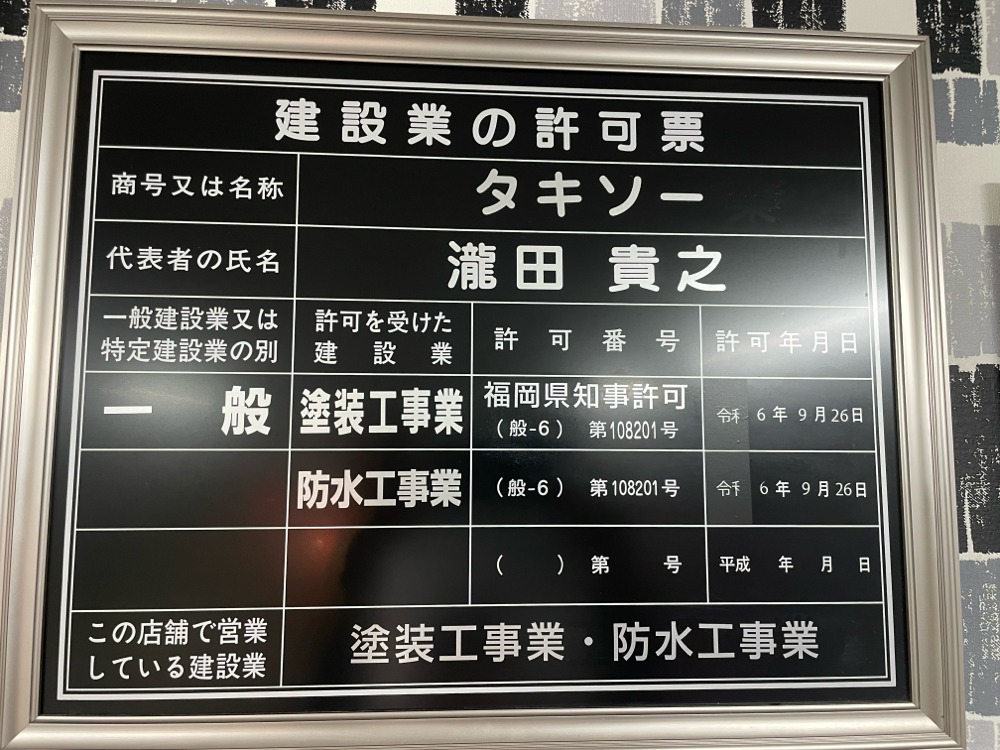 建設業の許可票
商号又は名称 タキソー
代表者の氏名 瀧田 貴之
一般建設業又は
特定建設業の別
許可を受けた
建設業
許可番号
許可年月日
一般
塗装工事業
福岡県知事許可
(般-6) 第108201号
令和 6年 9月26日
防水工事業
(般-6) 第108201号
令和 6年 9月26日
( ) 第 号
平成 年 月 日
この店舗で営業
している建設業
塗装工事業・防水工事業